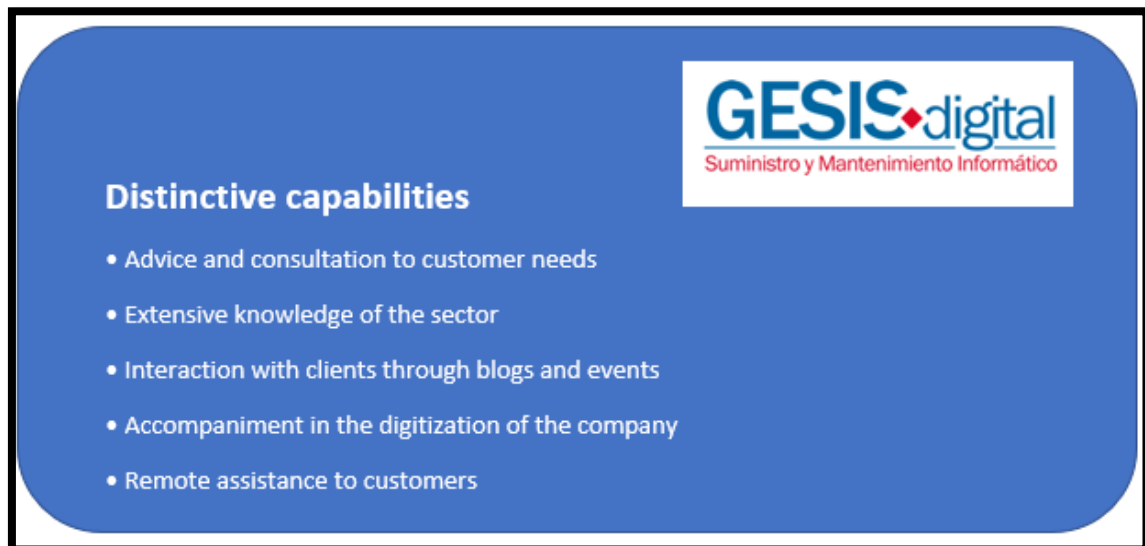 GESIS digital
Suministro y Mantenimiento Informático
Distinctive capabilities
• Advice and consultation to customer needs
• Extensive knowledge of the sector
• Interaction with clients through blogs and events
• Accompaniment in the digitization of the company
• Remote assistance to customers